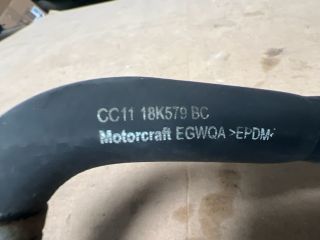 CC11 18K579 BC
Motorcraft EGWQA >EPDM<